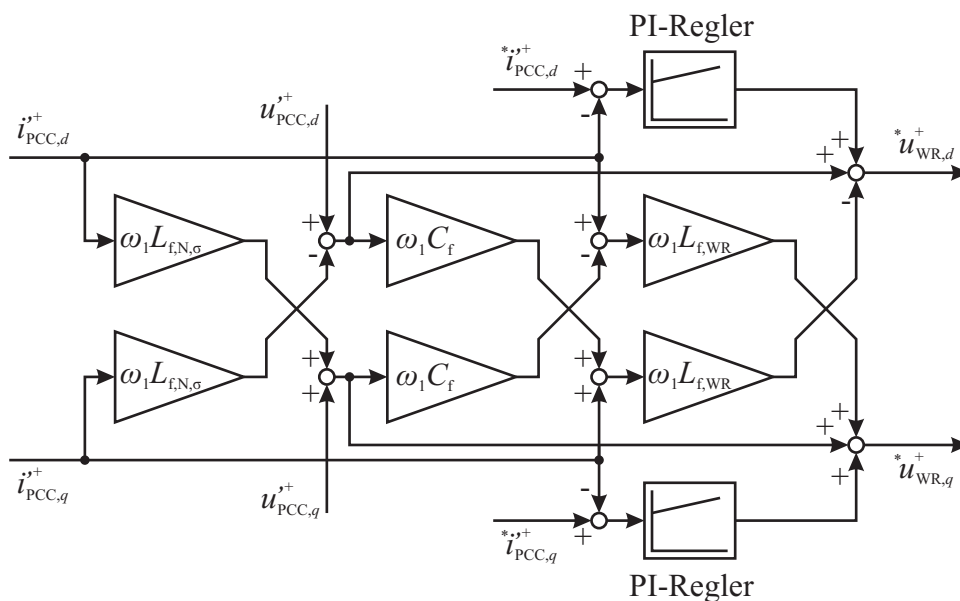 PI-Regler
*i'⁺PCC,d
+
-
u'⁺PCC,d
i'⁺PCC,d
+
+
-
*u⁺WR,d
ω₁Lf,N,σ
+
-
ω₁Cf
+
-
ω₁Lf,WR
ω₁Lf,N,σ
+
+
ω₁Cf
+
+
ω₁Lf,WR
+
+
+
*u⁺WR,q
i'⁺PCC,q
u'⁺PCC,q
-
+
*i'⁺PCC,q
PI-Regler